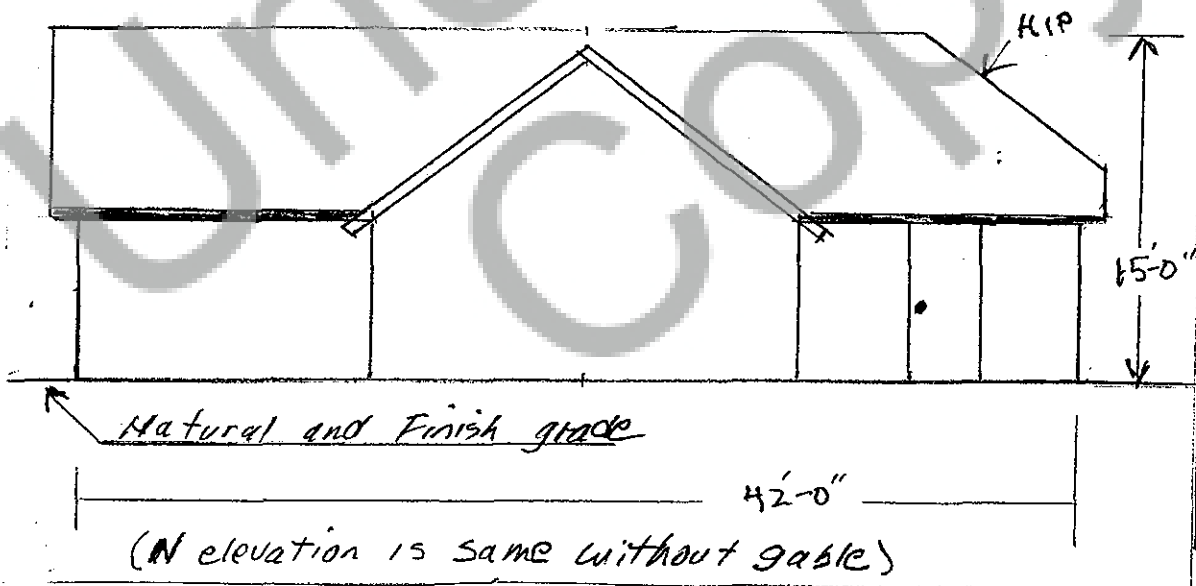 HIP
15'-0"
Natural and Finish grade
42'-0"
(N elevation is same without gable)